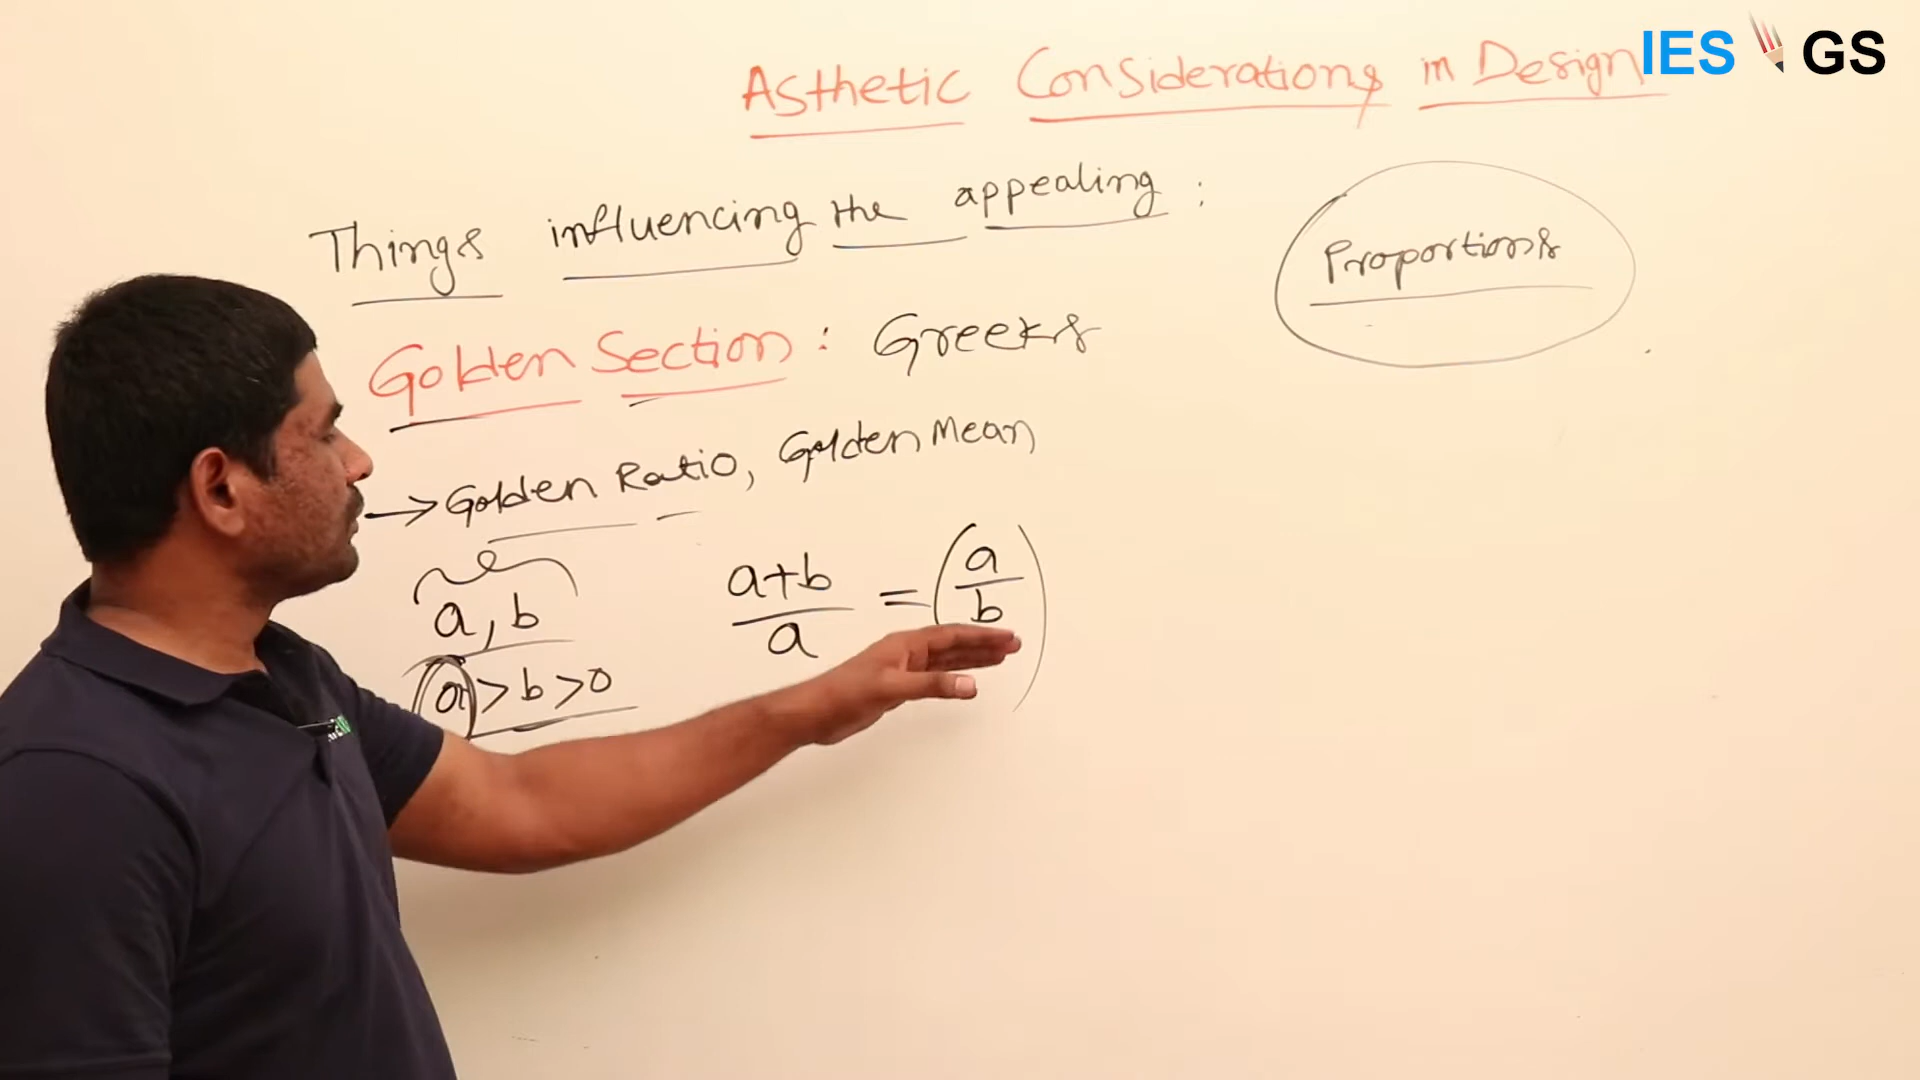 IES GS
Asthetic Considerations in Design
Things influencing the appealing :
Proportions
Golden Section : Greeks
→ Golden Ratio, Golden Mean
a, b
a+b/a = (a/b)
a > b > 0